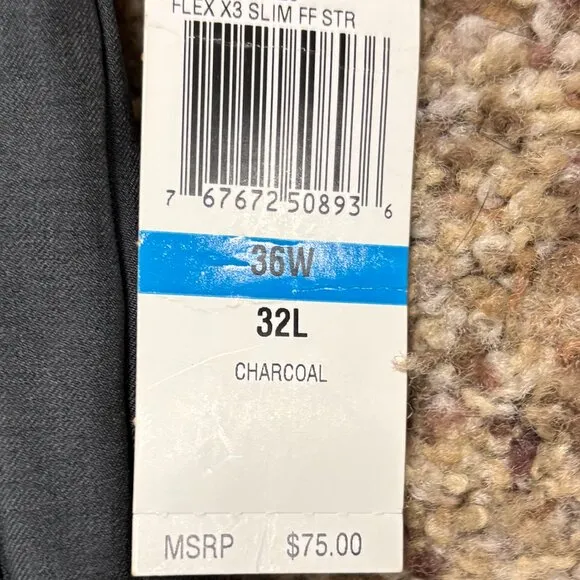 FLEX X3 SLIM FF STR
7 67672 50893 6
36W
32L
CHARCOAL
MSRP $75.00